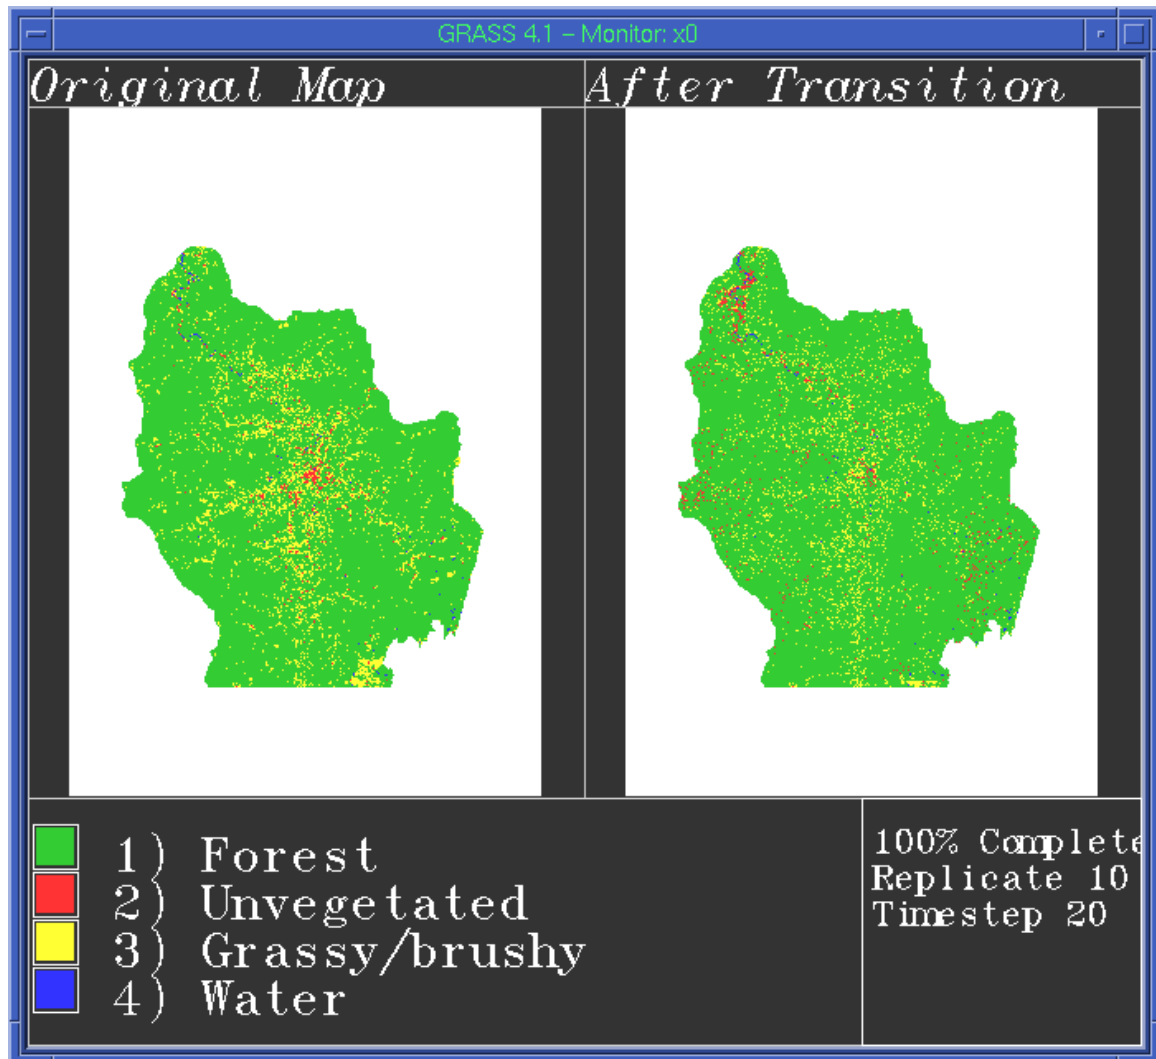 GRASS 4.1 – Monitor: x0
Original Map
After Transition
1) Forest
2) Unvegetated
3) Grassy/brushy
4) Water
100% Complete
Replicate 10
Timestep 20